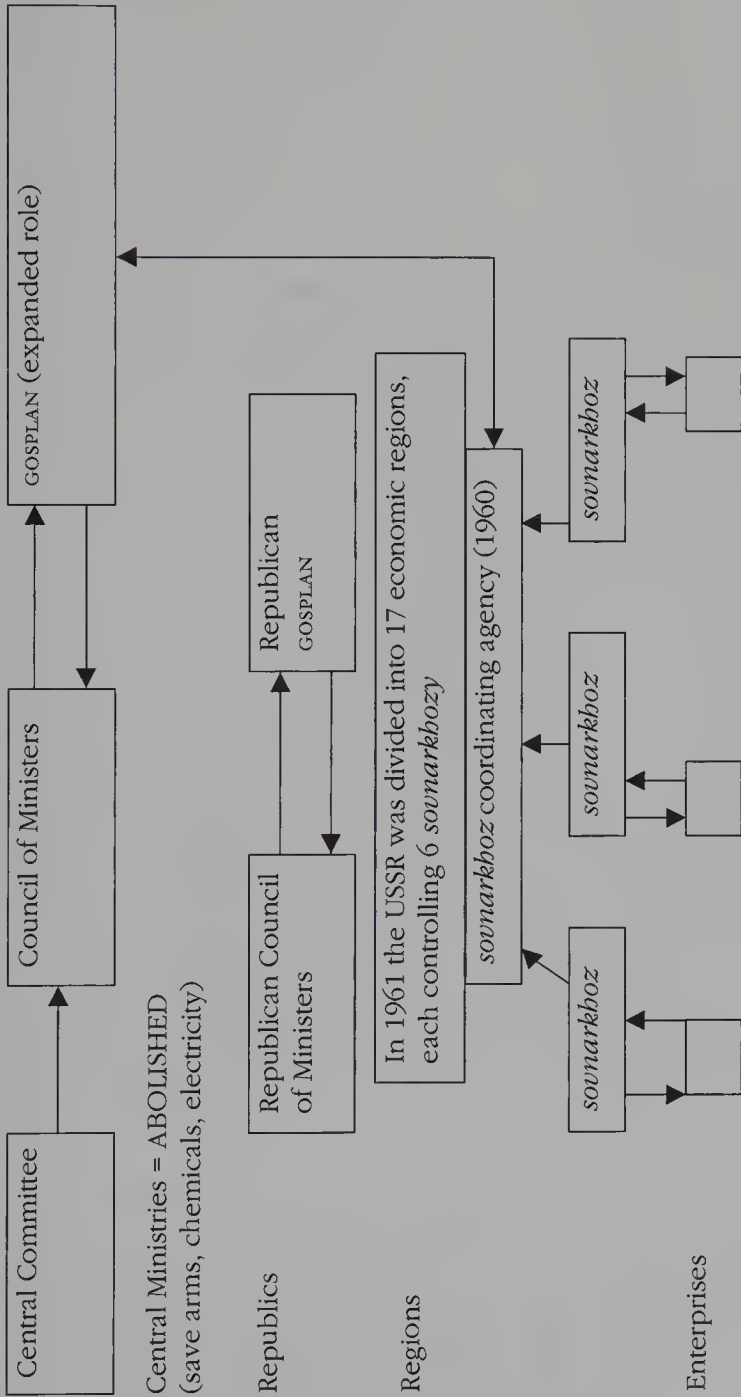 Central Committee
Council of Ministers
GOSPLAN (expanded role)
Central Ministries = ABOLISHED
(save arms, chemicals, electricity)
Republics
Republican Council
of Ministers
Republican
GOSPLAN
Regions
In 1961 the USSR was divided into 17 economic regions,
each controlling 6 sovnarkhozy
sovnarkhoz coordinating agency (1960)
sovnarkhoz
sovnarkhoz
sovnarkhoz
Enterprises